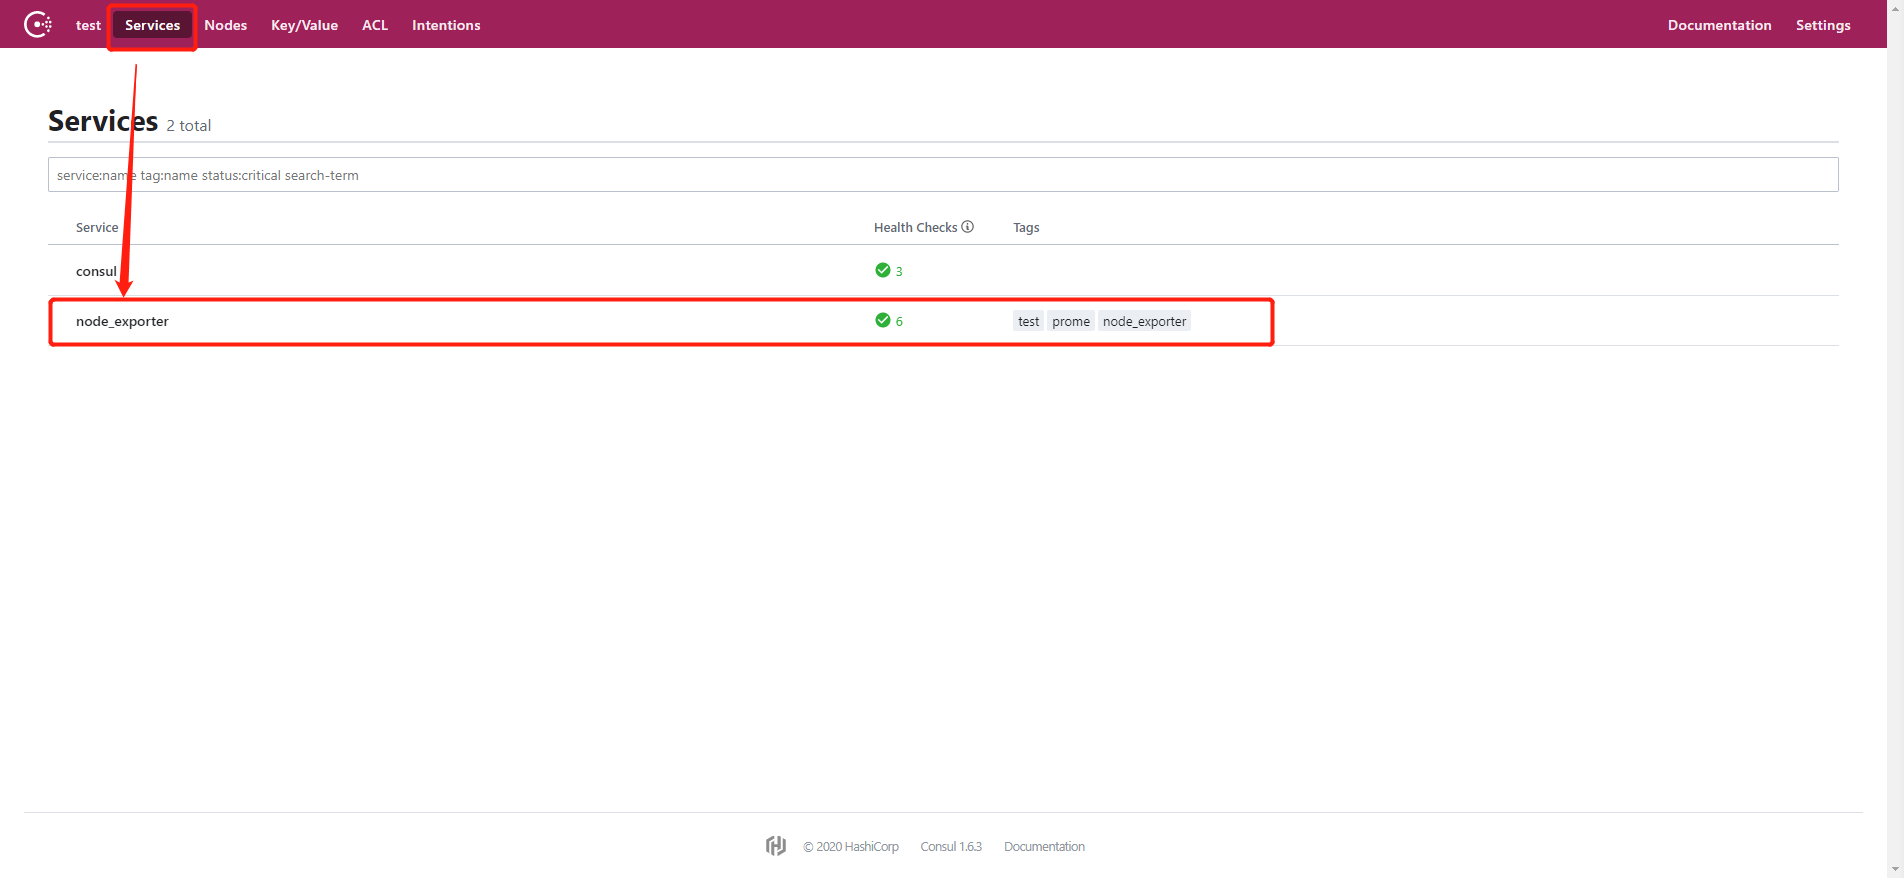 test Services Nodes Key/Value ACL Intentions Documentation Settings
Services 2 total
service:name tag:name status:critical search-term
Service Health Checks Tags
consul 3
node_exporter 6 test prome node_exporter
© 2020 HashiCorp Consul 1.6.3 Documentation